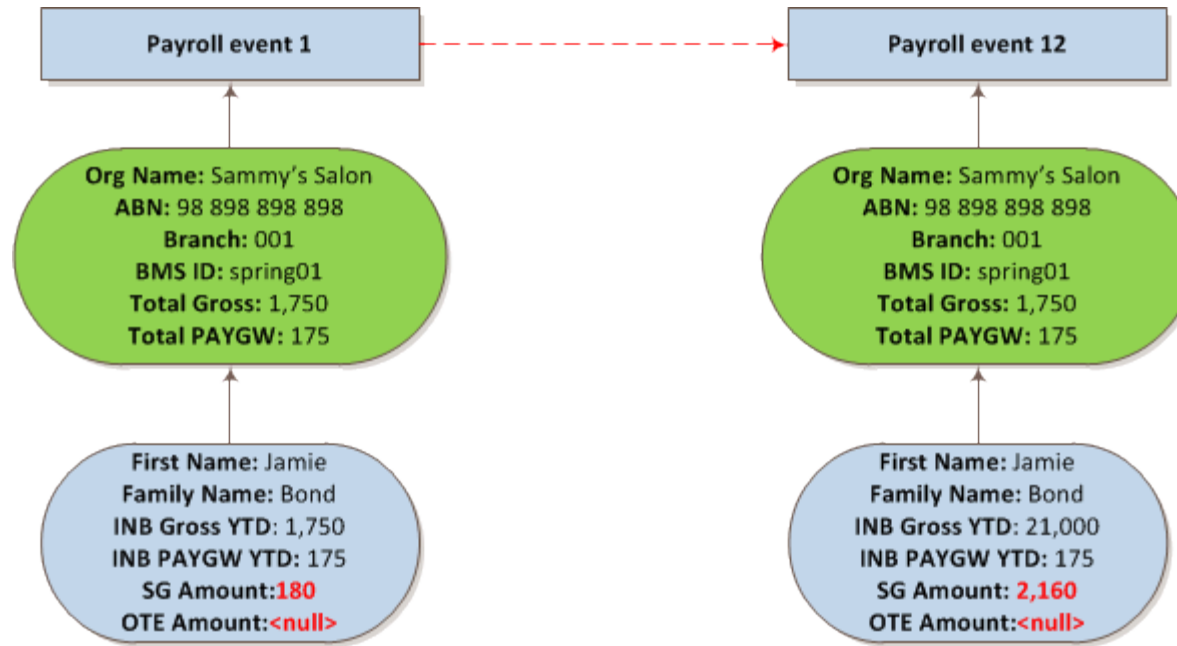 Payroll event 1
Payroll event 12
Org Name: Sammy's Salon
ABN: 98 898 898 898
Branch: 001
BMS ID: spring01
Total Gross: 1,750
Total PAYGW: 175
Org Name: Sammy's Salon
ABN: 98 898 898 898
Branch: 001
BMS ID: spring01
Total Gross: 1,750
Total PAYGW: 175
First Name: Jamie
Family Name: Bond
INB Gross YTD: 1,750
INB PAYGW YTD: 175
SG Amount:180
OTE Amount:<null>
First Name: Jamie
Family Name: Bond
INB Gross YTD: 21,000
INB PAYGW YTD: 175
SG Amount: 2,160
OTE Amount:<null>